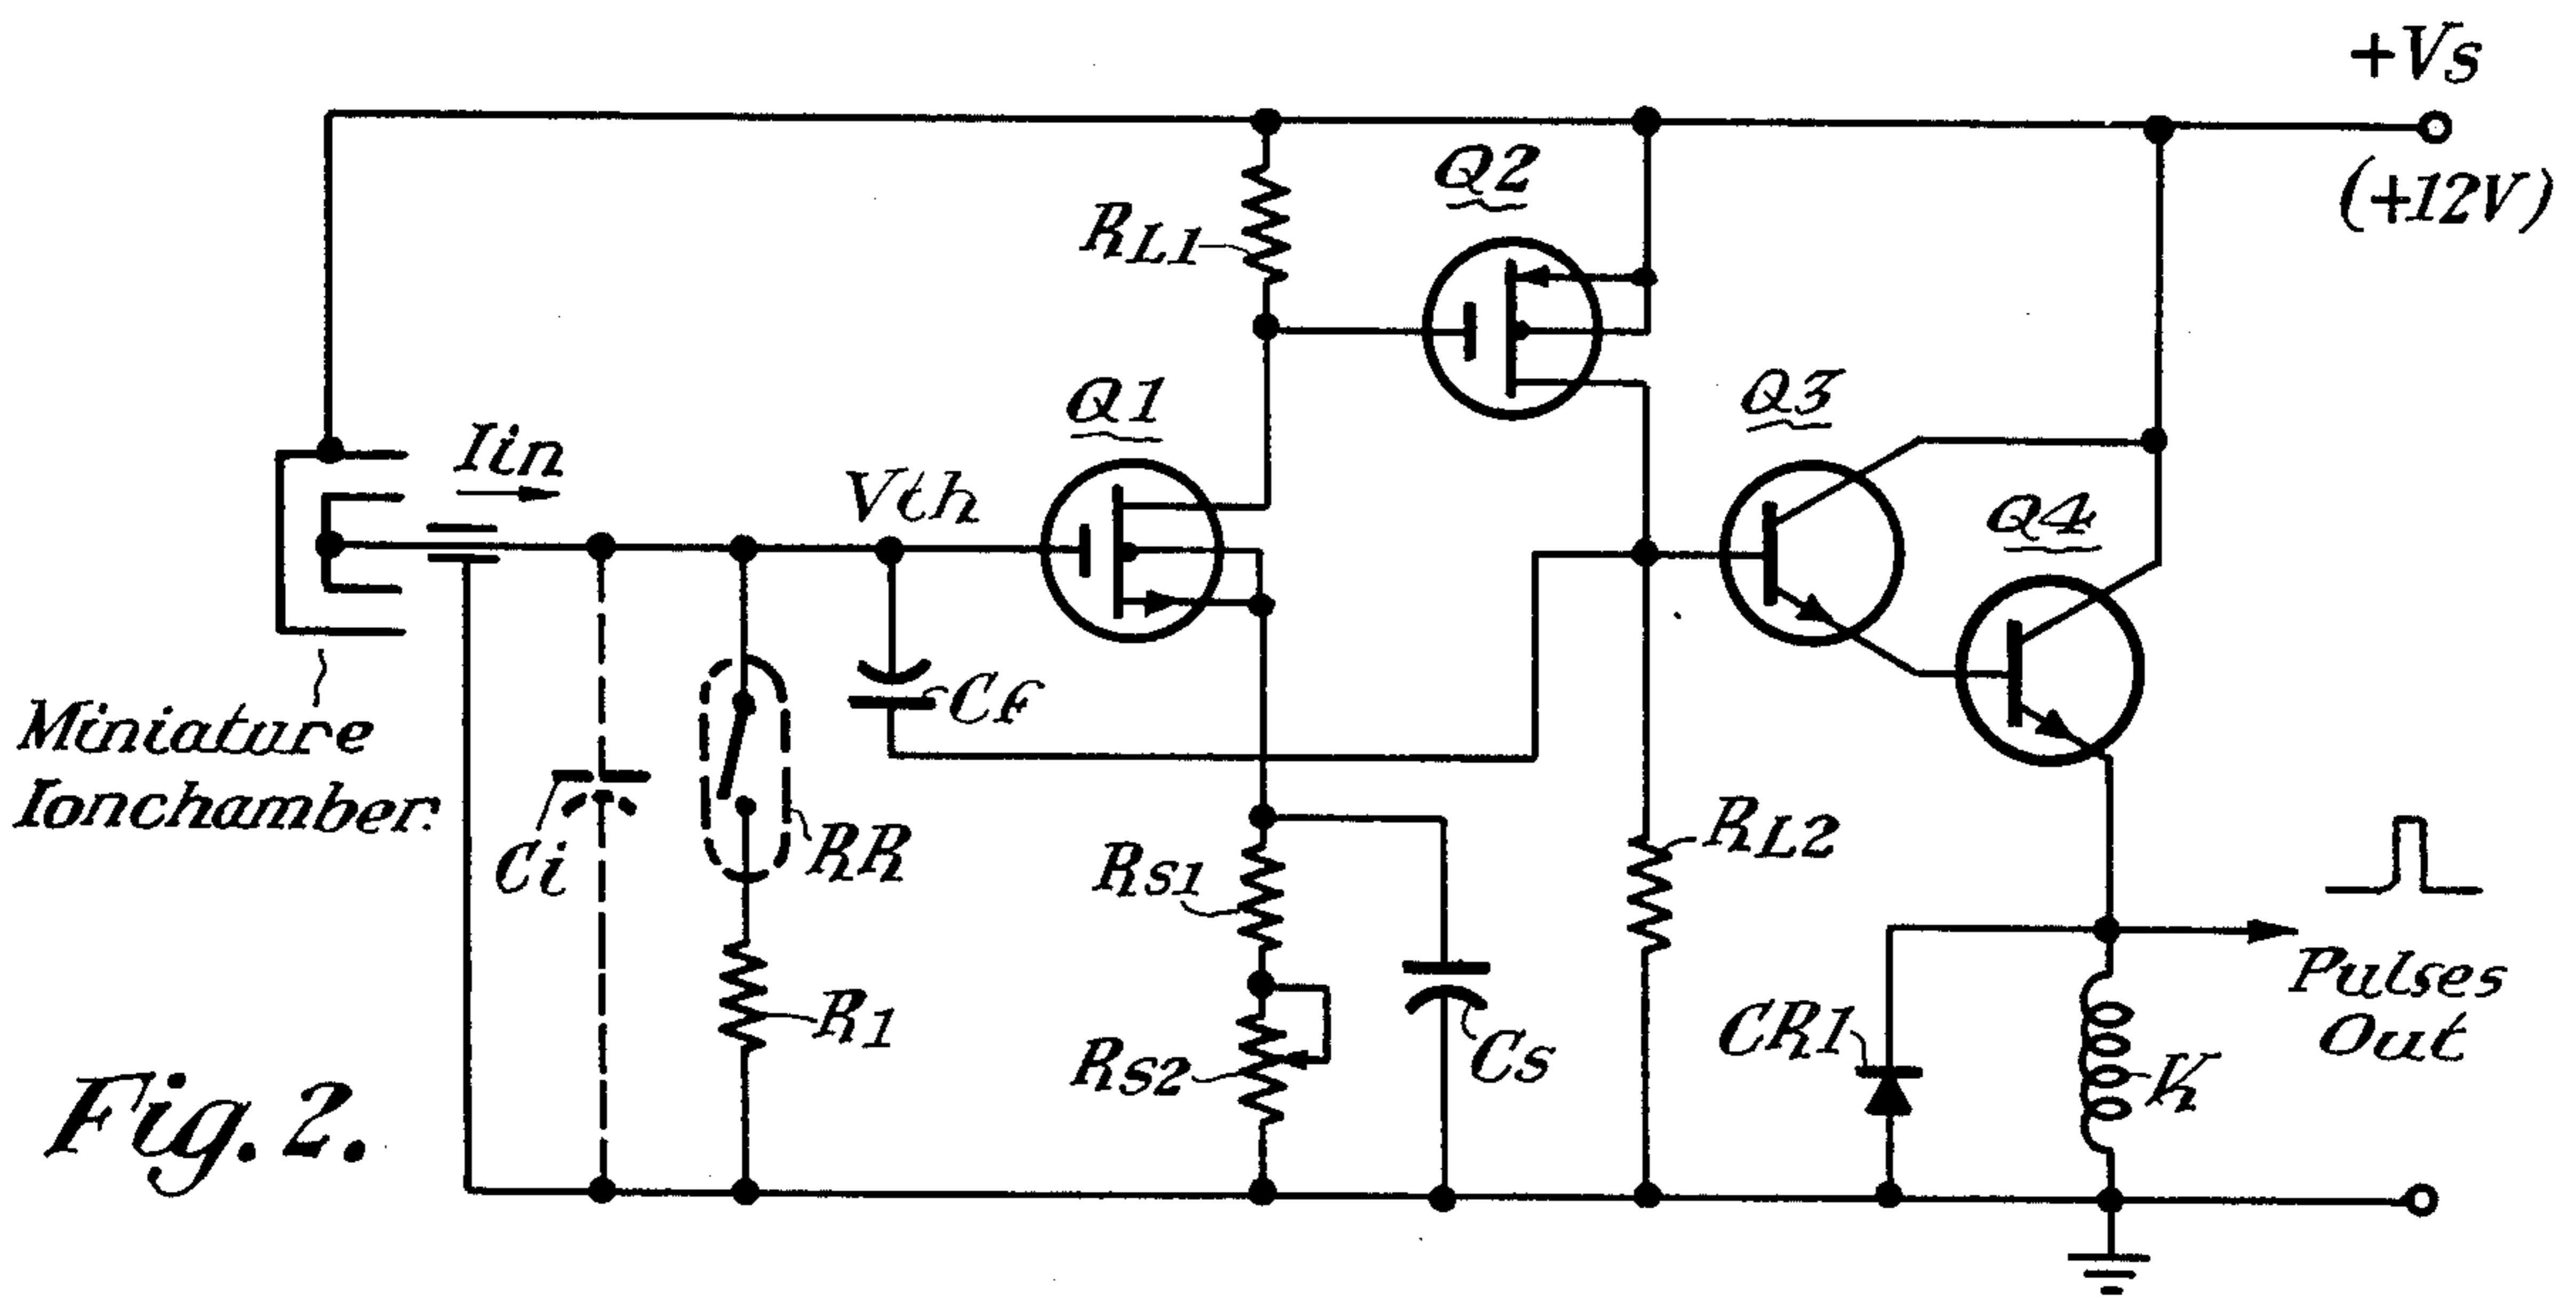 +Vs
(+12V)
Q2
RL1
Q3
Q1
Iin
Vth
Q4
Miniature
Ionchamber.
CF
Ci
RR
RS1
RL2
R1
Pulses
Out
CR1
K
RS2
Cs
Fig. 2.